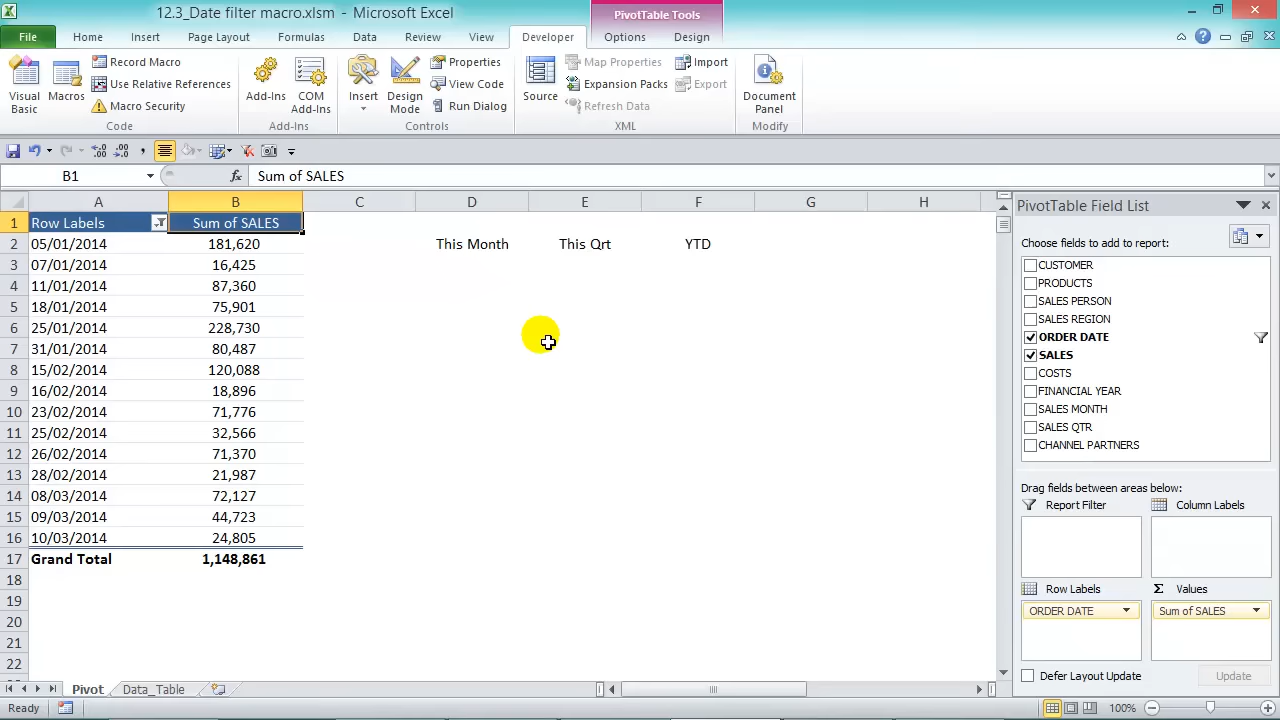 12.3_Date filter macro.xlsm - Microsoft Excel
PivotTable Tools
File Home Insert Page Layout Formulas Data Review View Developer Options Design
Visual Basic
Macros
Record Macro
Use Relative References
Macro Security
Code
Add-Ins
COM Add-Ins
Add-Ins
Insert
Design Mode
Properties
View Code
Run Dialog
Controls
Source
Map Properties
Expansion Packs
Refresh Data
Import
Export
XML
Document Panel
Modify
B1 fx Sum of SALES
A B C D E F G H
1 Row Labels Sum of SALES
2 05/01/2014 181,620 This Month This Qrt YTD
3 07/01/2014 16,425
4 11/01/2014 87,360
5 18/01/2014 75,901
6 25/01/2014 228,730
7 31/01/2014 80,487
8 15/02/2014 120,088
9 16/02/2014 18,896
10 23/02/2014 71,776
11 25/02/2014 32,566
12 26/02/2014 71,370
13 28/02/2014 21,987
14 08/03/2014 72,127
15 09/03/2014 44,723
16 10/03/2014 24,805
17 Grand Total 1,148,861
18
19
20
21
22
PivotTable Field List
Choose fields to add to report:
CUSTOMER
PRODUCTS
SALES PERSON
SALES REGION
ORDER DATE
SALES
COSTS
FINANCIAL YEAR
SALES MONTH
SALES QTR
CHANNEL PARTNERS
Drag fields between areas below:
Report Filter Column Labels
Row Labels Σ Values
ORDER DATE Sum of SALES
Defer Layout Update Update
Pivot Data_Table
Ready 100%